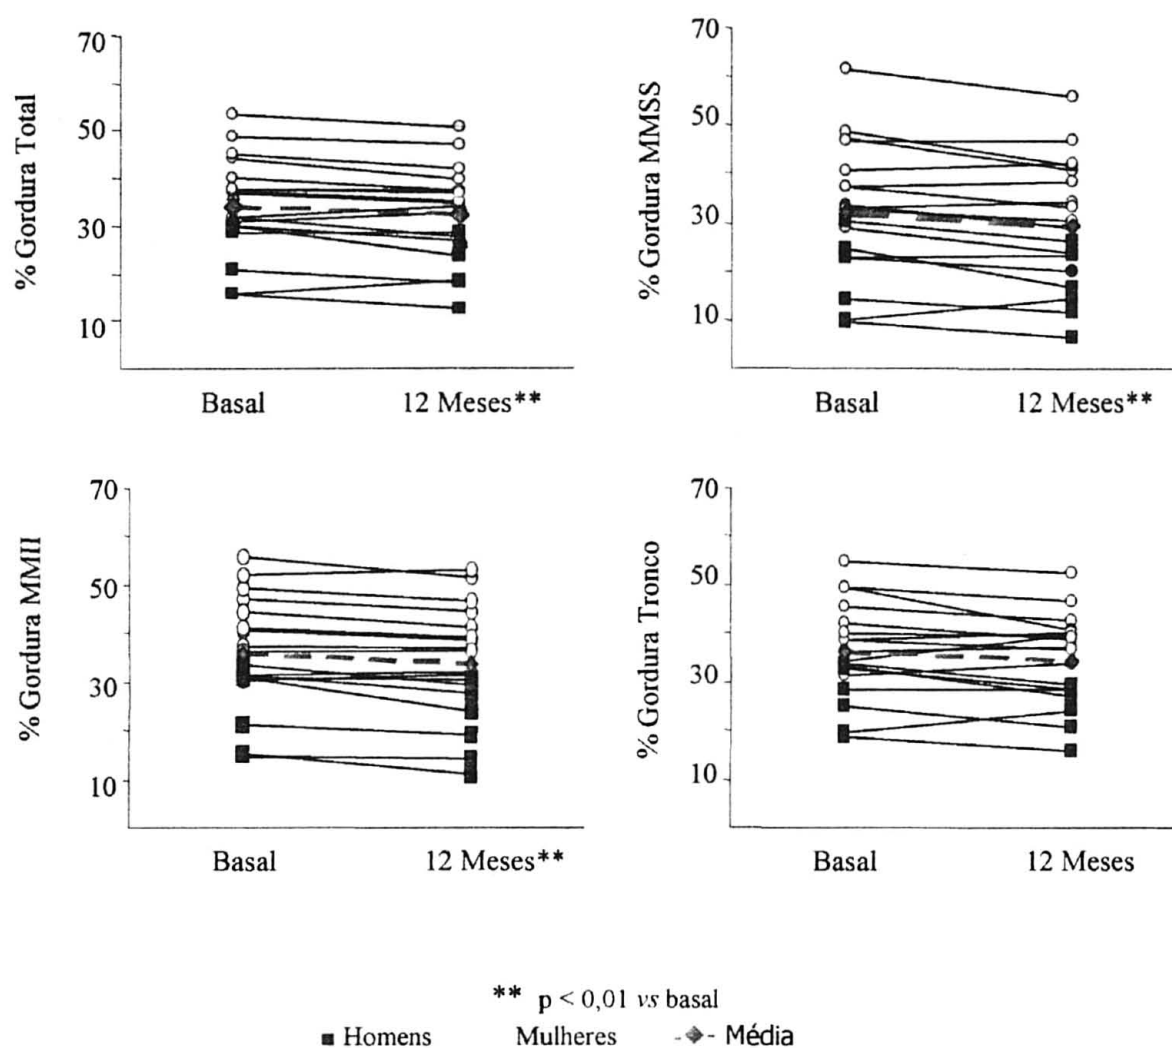 70
50
30
10
% Gordura Total
Basal 12 Meses**
70
50
30
10
% Gordura MMSS
Basal 12 Meses**
70
50
30
10
% Gordura MMII
Basal 12 Meses**
70
50
30
10
% Gordura Tronco
Basal 12 Meses
** p < 0,01 vs basal
Homens Mulheres Média